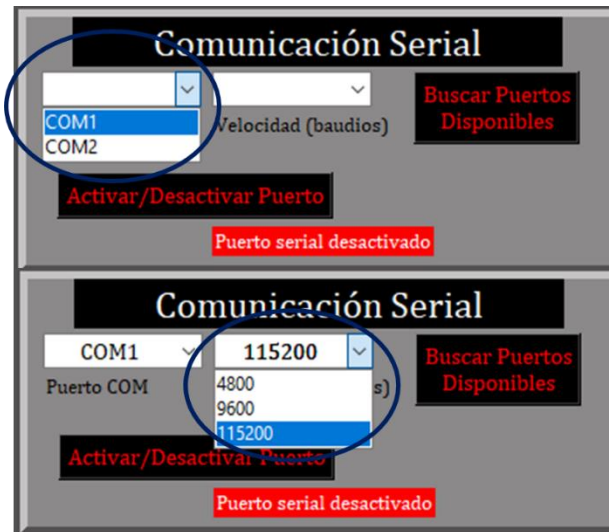 Comunicación Serial
Buscar Puertos
Disponibles
COM1
COM2
Velocidad (baudios)
Activar/Desactivar Puerto
Puerto serial desactivado
Comunicación Serial
COM1
115200
Buscar Puertos
Disponibles
Puerto COM
s)
4800
9600
115200
Activar/Desactivar Puerto
Puerto serial desactivado